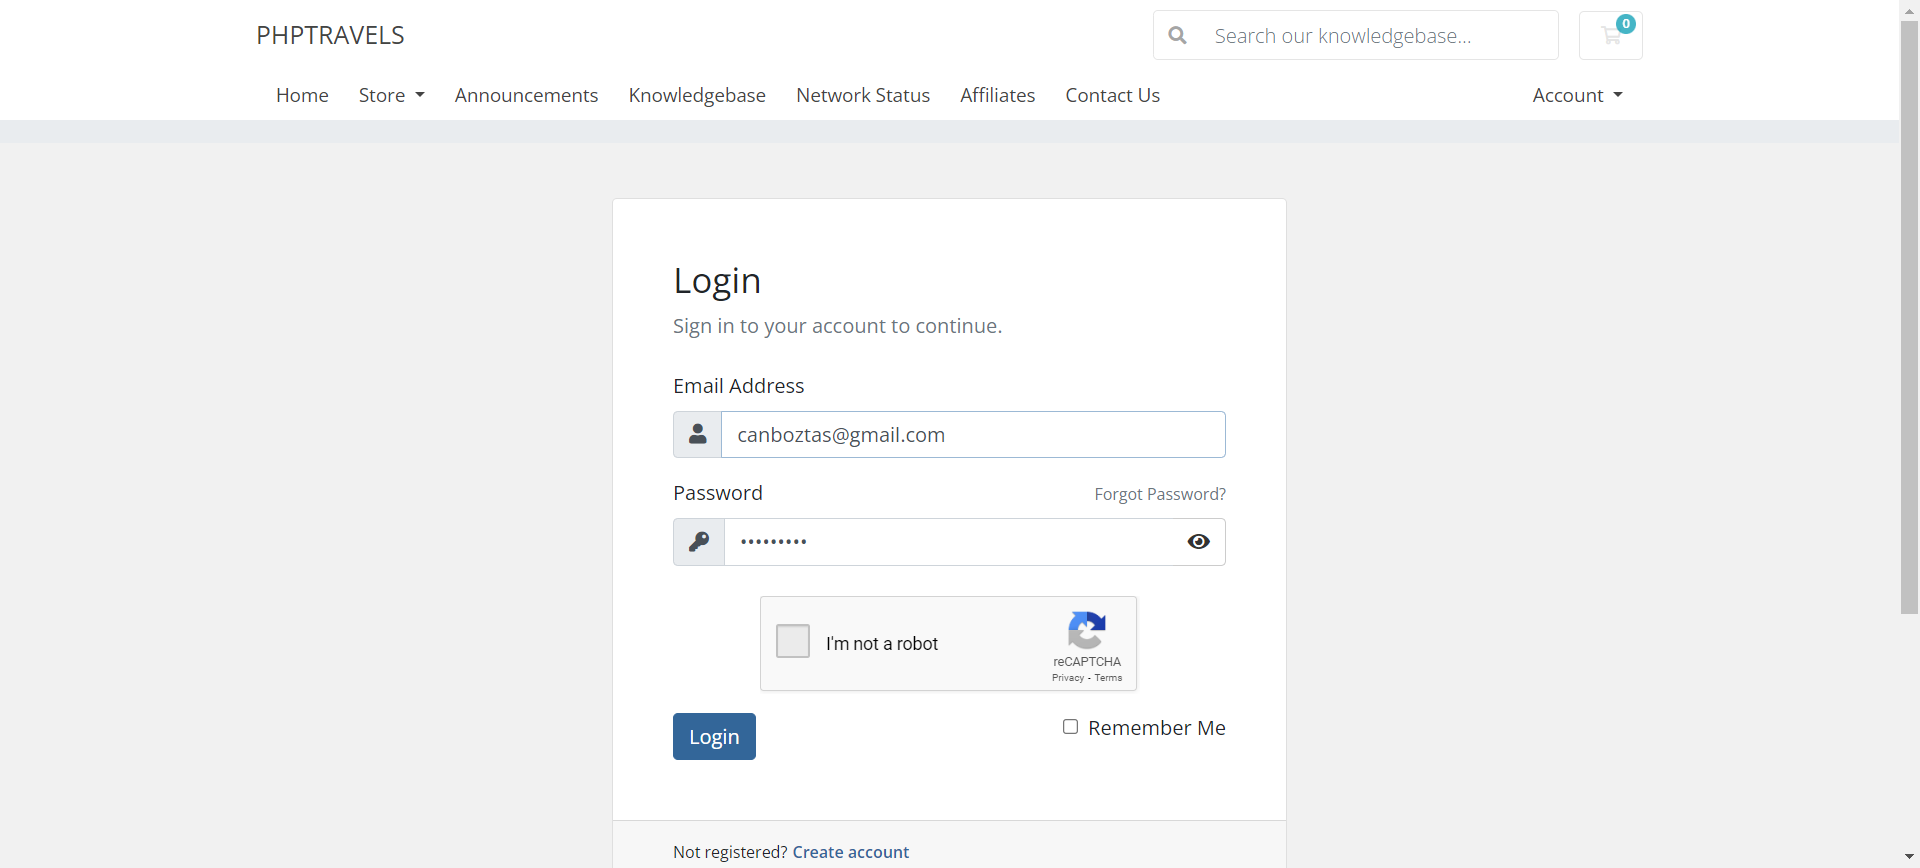 PHPTRAVELS
Search our knowledgebase...
0
Home Store Announcements Knowledgebase Network Status Affiliates Contact Us Account
Login
Sign in to your account to continue.
Email Address
canboztas@gmail.com
Password Forgot Password?
•••••••••
I'm not a robot
reCAPTCHA
Privacy - Terms
Login
Remember Me
Not registered? Create account